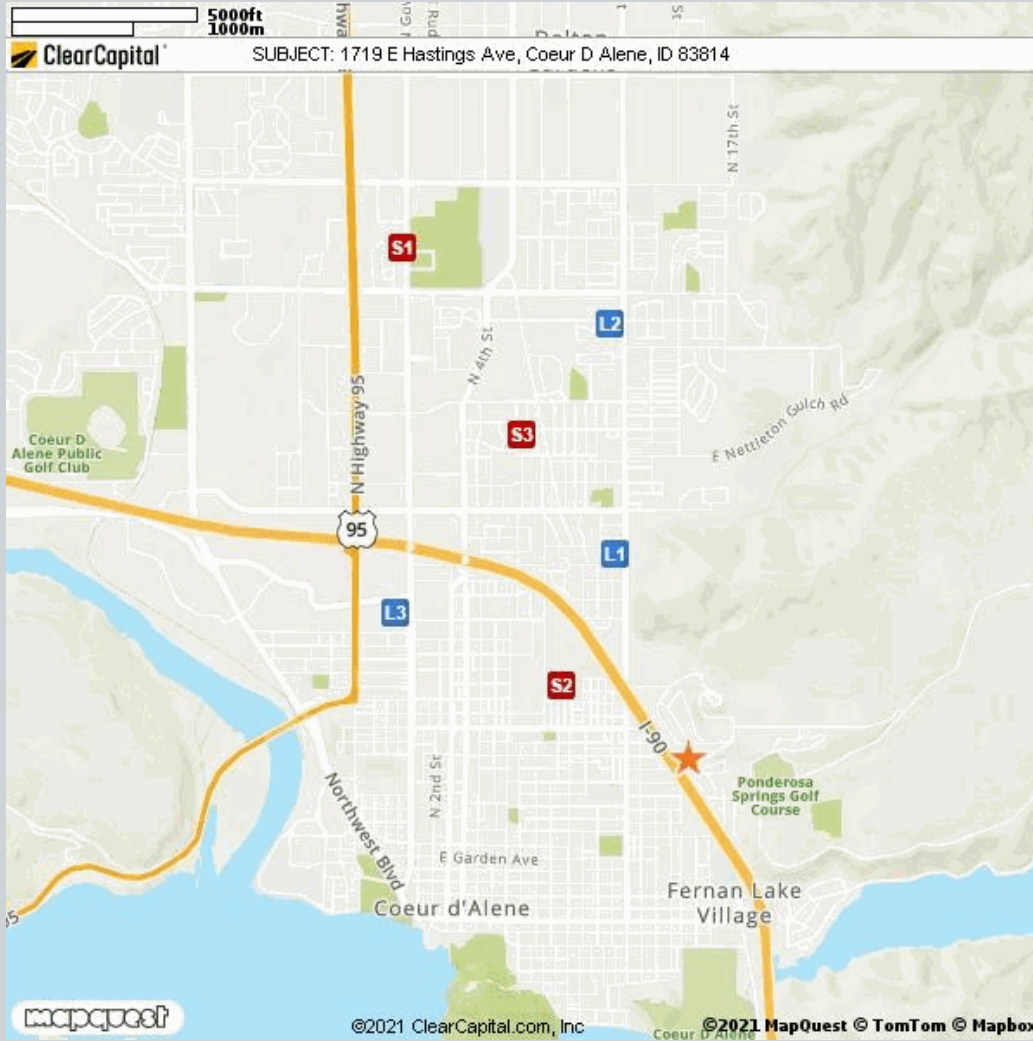 5000ft
1000m
ClearCapital
SUBJECT: 1719 E Hastings Ave, Coeur D Alene, ID 83814
N 17th St
S1
L2
N 4th St
N Highway 95
E Nettleton Gulch Rd
Coeur D
Alene Public
Golf Club
S3
95
L1
L3
S2
I-90
Ponderosa
Springs Golf
Course
N 2nd St
Northwest Blvd
E Garden Ave
Coeur d'Alene
Fernan Lake
Village
mapquest
©2021 ClearCapital.com, Inc
©2021 MapQuest © TomTom © Mapbox
Coeur D Alene